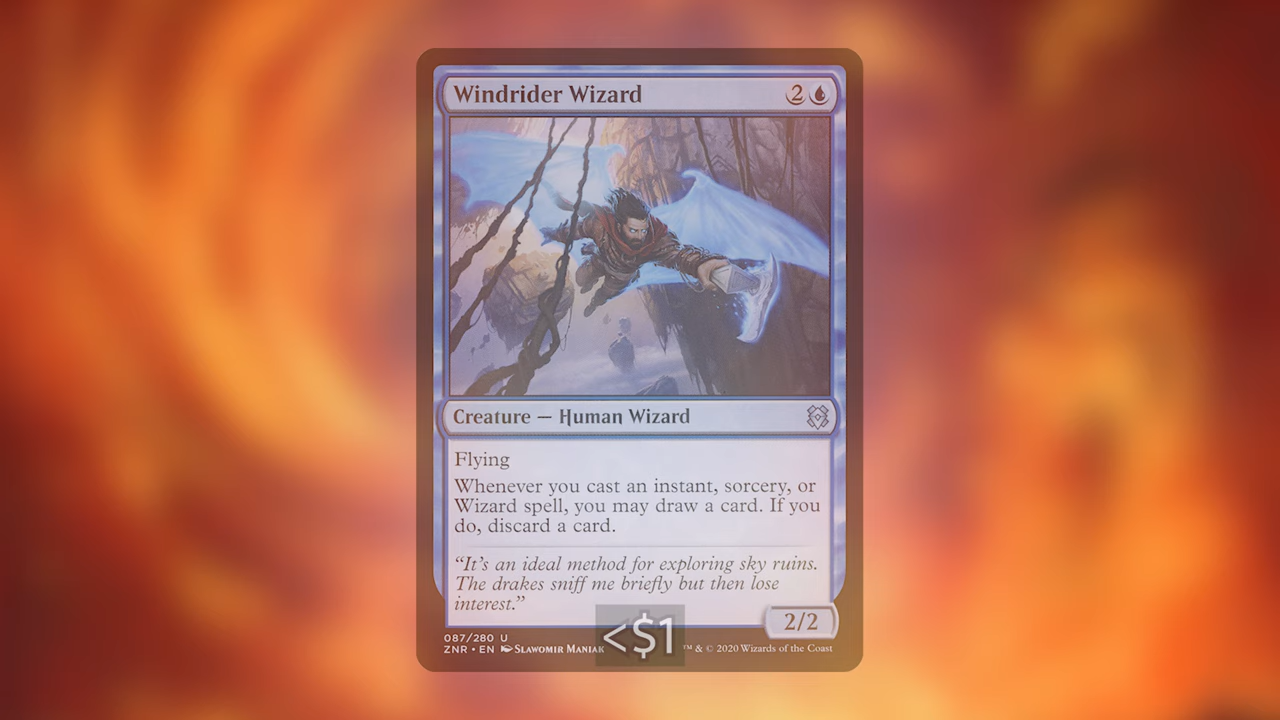 Windrider Wizard 2
Creature — Human Wizard
Flying
Whenever you cast an instant, sorcery, or
Wizard spell, you may draw a card. If you
do, discard a card.
“It’s an ideal method for exploring sky ruins.
The drakes sniff me briefly but then lose
interest.”
2/2
087/280 U
ZNR • EN Slawomir Maniak
<$1
™ & © 2020 Wizards of the Coast